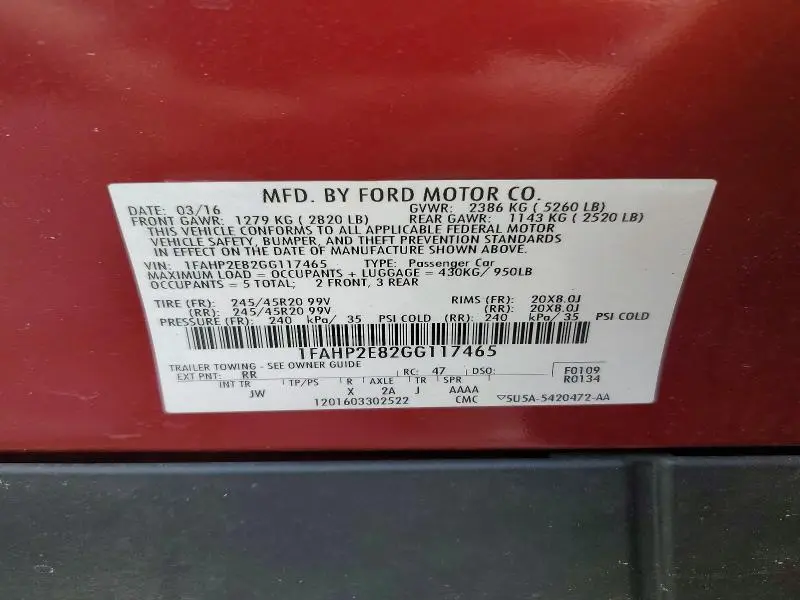 MFD. BY FORD MOTOR CO.
DATE: 03/16 GVWR: 2386 KG ( 5260 LB)
FRONT GAWR: 1279 KG ( 2820 LB) REAR GAWR: 1143 KG ( 2520 LB)
THIS VEHICLE CONFORMS TO ALL APPLICABLE FEDERAL MOTOR
VEHICLE SAFETY, BUMPER, AND THEFT PREVENTION STANDARDS
IN EFFECT ON THE DATE OF MANUFACTURE SHOWN ABOVE.
VIN: 1FAHP2E82GG117465 TYPE: Passenger Car
MAXIMUM LOAD = OCCUPANTS + LUGGAGE = 430KG/ 950LB
OCCUPANTS = 5 TOTAL; 2 FRONT, 3 REAR
TIRE (FR): 245/45R20 99V RIMS (FR): 20X8.0J
(RR): 245/45R20 99V (RR): 20X8.0J
PRESSURE (FR): 240 kPa/ 35 PSI COLD (RR): 240 kPa/ 35 PSI COLD
1FAHP2E82GG117465
TRAILER TOWING - SEE OWNER GUIDE
EXT PNT: RR RC: 47 DSO: F0109
R0134
INT TR TP/PS R AXLE TR SPR
JW X 2A J AAAA
1201603302522 CMC ▽5U5A-5420472-AA